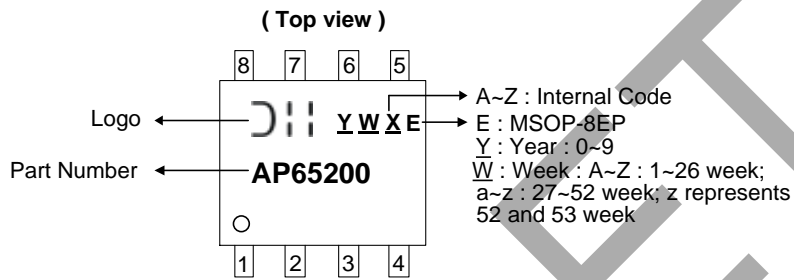 ( Top view )
8 7 6 5
Logo
Y W X E
A~Z : Internal Code
E : MSOP-8EP
Y : Year : 0~9
W : Week : A~Z : 1~26 week;
a~z : 27~52 week; z represents
52 and 53 week
Part Number
AP65200
1 2 3 4